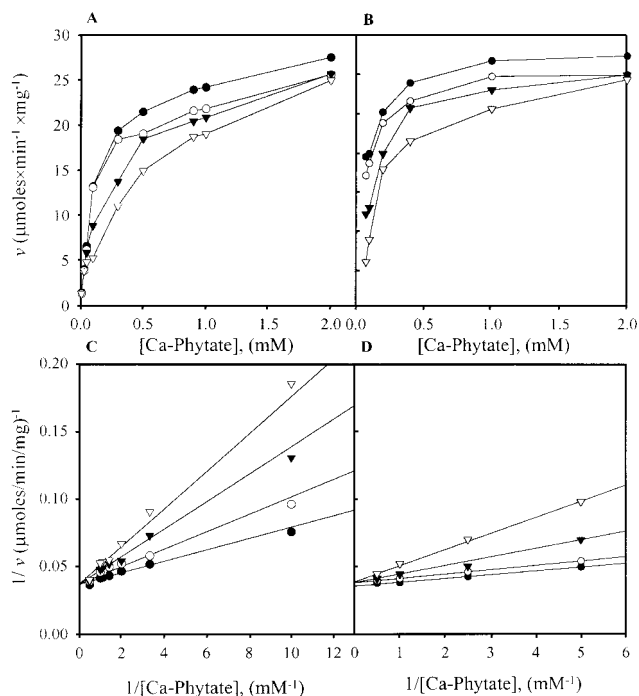 A
B
30
25
20
15
10
5
0
v (μmoles×min⁻¹ ×mg⁻¹)
0.0 0.5 1.0 1.5 2.0 0.5 1.0 1.5 2.0
[Ca-Phytate], (mM) [Ca-Phytate], (mM)
C
D
0.20
0.15
0.10
0.05
0.00
1/ v (μmoles/min/mg)⁻¹
0 2 4 6 8 10 12 0 1 2 3 4 5 6
1/[Ca-Phytate], (mM⁻¹) 1/[Ca-Phytate], (mM⁻¹)